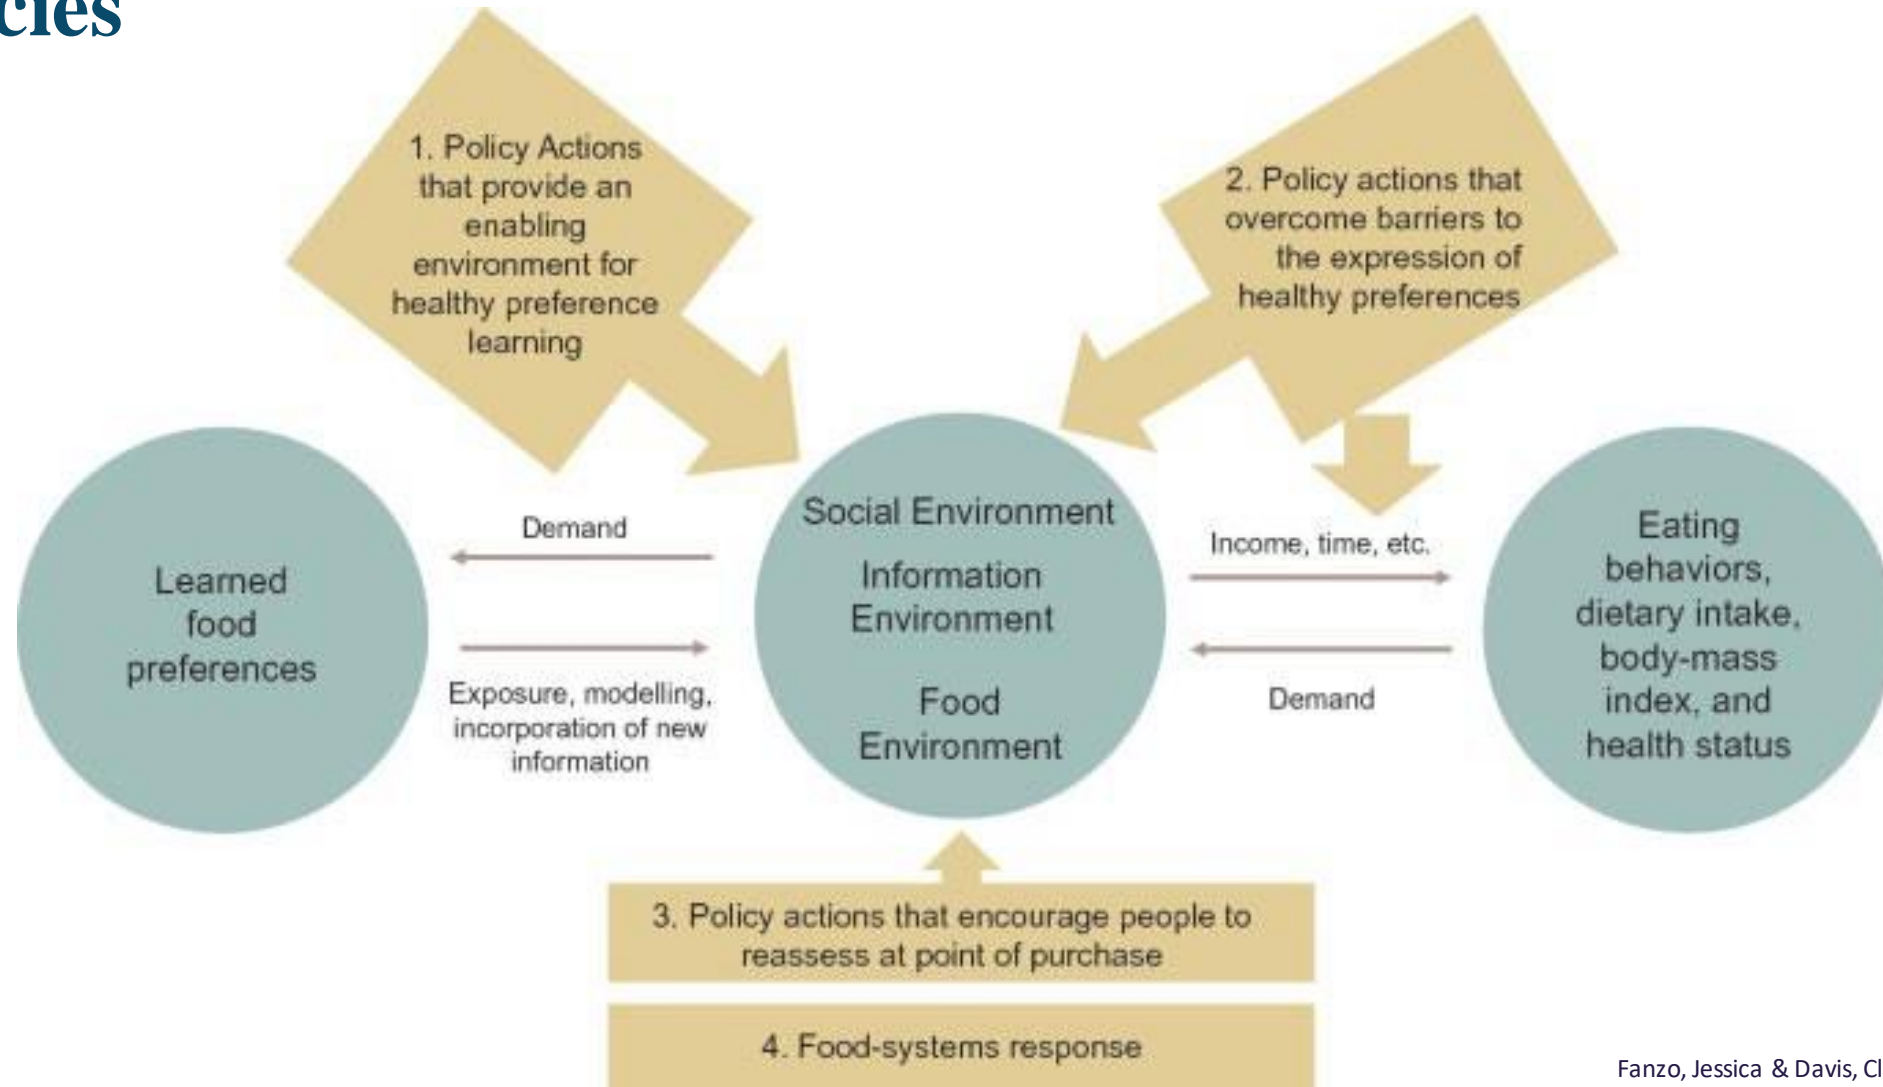 cies
1. Policy Actions
that provide an
enabling
environment for
healthy preference
learning
2. Policy actions that
overcome barriers to
the expression of
healthy preferences
Learned
food
preferences
Demand
Exposure, modelling,
incorporation of new
information
Social Environment
Information
Environment
Food
Environment
Income, time, etc.
Demand
Eating
behaviors,
dietary intake,
body-mass
index, and
health status
3. Policy actions that encourage people to
reassess at point of purchase
4. Food-systems response
Fanzo, Jessica & Davis, Cl